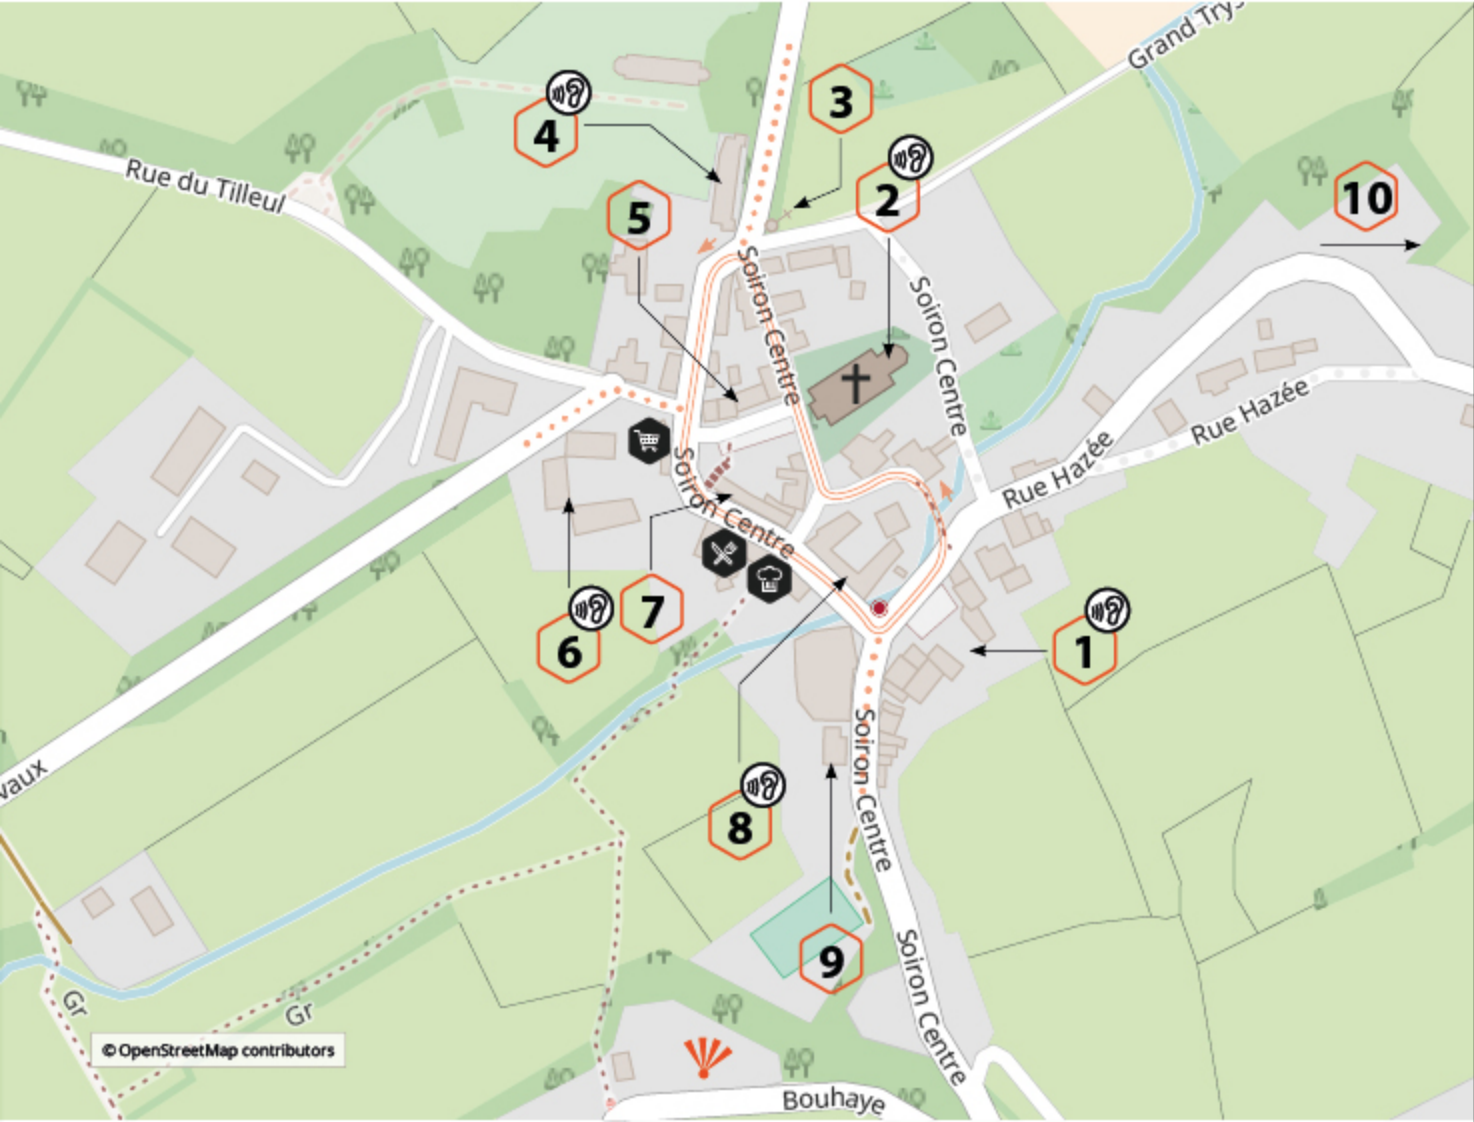 Grand Trys
3
4
2
Rue du Tilleul
10
5
Soiron Centre
Soiron Centre
Rue Hazée
Soiron Centre
Rue Hazée
7
6
1
Soiron Centre
8
vaux
9
Soiron Centre
Gr
Gr
© OpenStreetMap contributors
Bouhaye